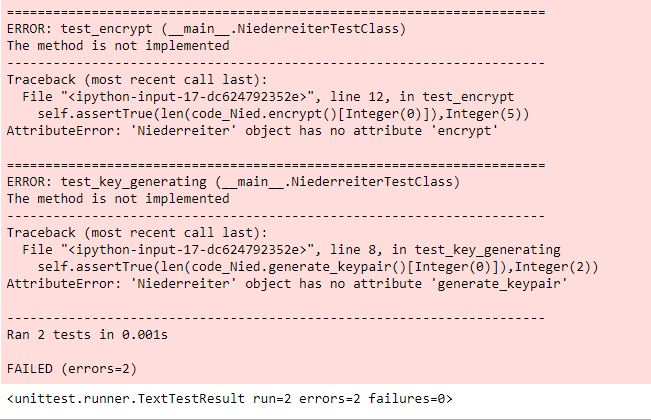 ======================================================================
ERROR: test_encrypt (__main__.NiederreiterTestClass)
The method is not implemented
----------------------------------------------------------------------
Traceback (most recent call last):
  File "<ipython-input-17-dc624792352e>", line 12, in test_encrypt
    self.assertTrue(len(code_Nied.encrypt()[Integer(0)]),Integer(5))
AttributeError: 'Niederreiter' object has no attribute 'encrypt'

======================================================================
ERROR: test_key_generating (__main__.NiederreiterTestClass)
The method is not implemented
----------------------------------------------------------------------
Traceback (most recent call last):
  File "<ipython-input-17-dc624792352e>", line 8, in test_key_generating
    self.assertTrue(len(code_Nied.generate_keypair()[Integer(0)]),Integer(2))
AttributeError: 'Niederreiter' object has no attribute 'generate_keypair'

----------------------------------------------------------------------
Ran 2 tests in 0.001s

FAILED (errors=2)
<unittest.runner.TextTestResult run=2 errors=2 failures=0>